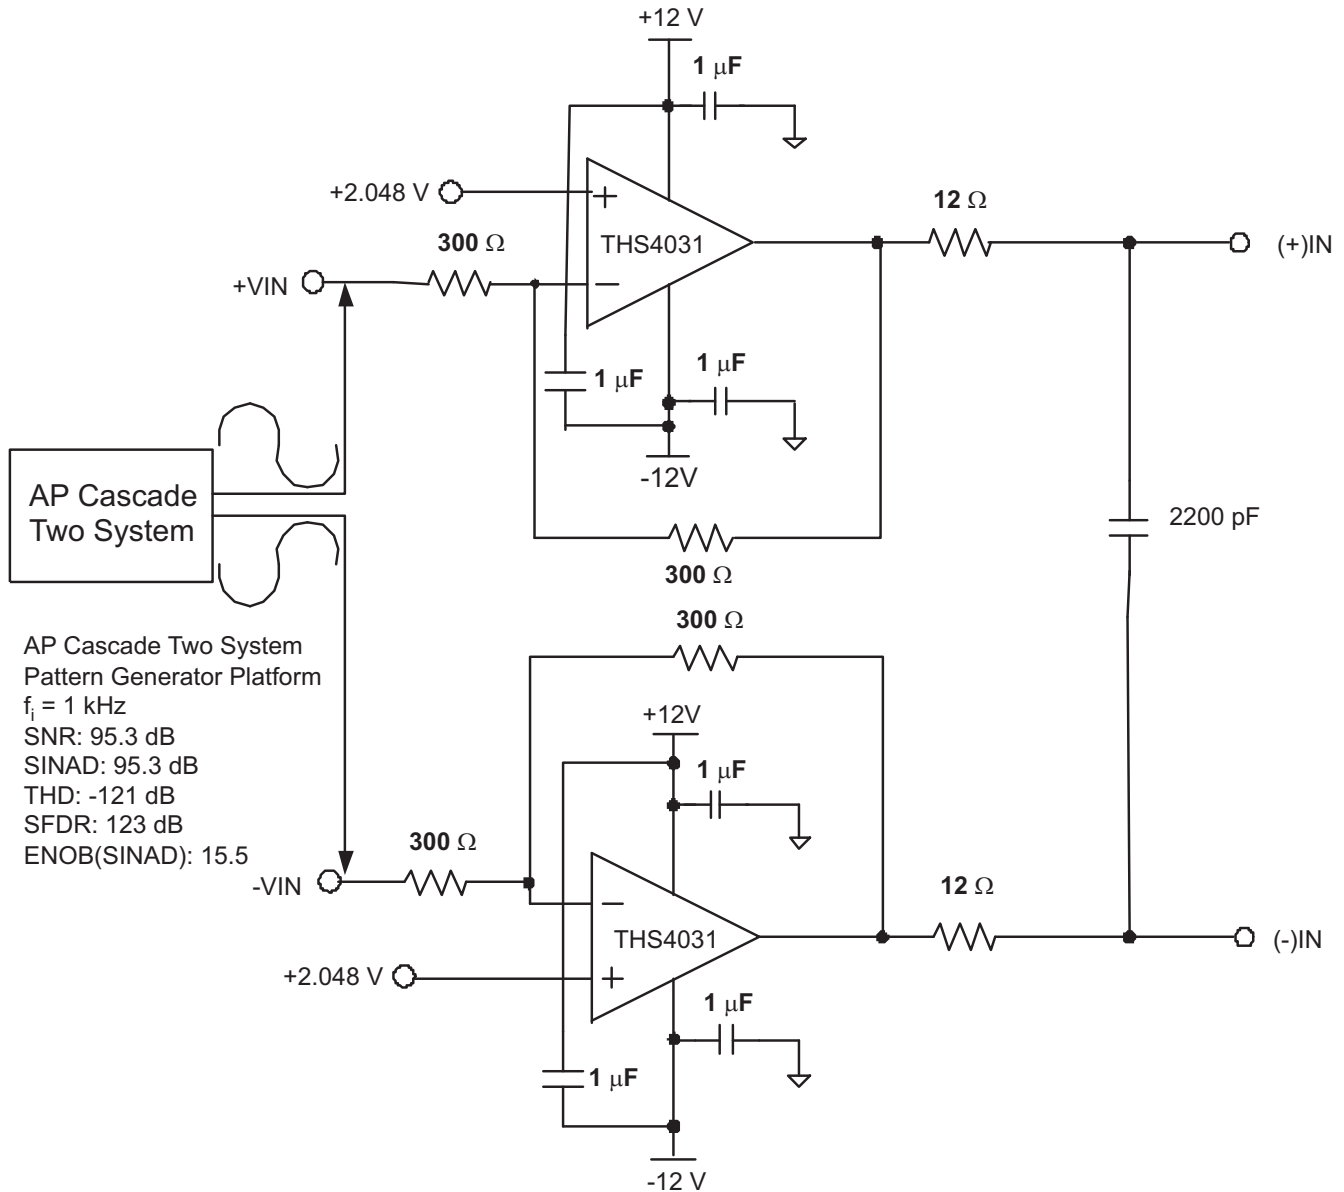 +12 V
1 μF
+2.048 V
300 Ω
THS4031
12 Ω
(+)IN
+VIN
1 μF
1 μF
-12V
AP Cascade
Two System
2200 pF
300 Ω
300 Ω
AP Cascade Two System
Pattern Generator Platform
fi = 1 kHz
SNR: 95.3 dB
SINAD: 95.3 dB
THD: -121 dB
SFDR: 123 dB
ENOB(SINAD): 15.5
+12V
1 μF
300 Ω
-VIN
12 Ω
THS4031
(-)IN
+2.048 V
1 μF
1 μF
-12 V
+
−
−
+